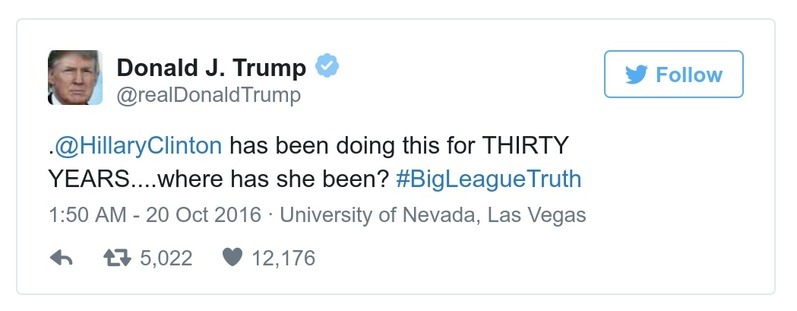 Donald J. Trump
@realDonaldTrump
Follow
.@HillaryClinton has been doing this for THIRTY
YEARS....where has she been? #BigLeagueTruth
1:50 AM - 20 Oct 2016 · University of Nevada, Las Vegas
5,022 12,176